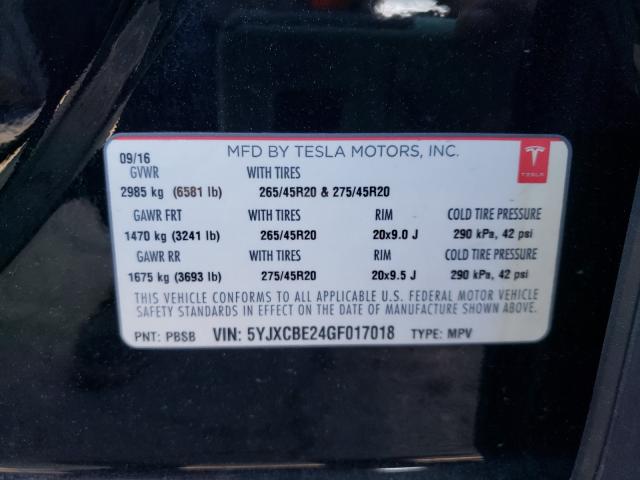 09/16 MFD BY TESLA MOTORS, INC.
GVWR WITH TIRES
2985 kg (6581 lb) 265/45R20 & 275/45R20
TESLA
GAWR FRT WITH TIRES RIM COLD TIRE PRESSURE
1470 kg (3241 lb) 265/45R20 20x9.0 J 290 kPa, 42 psi
GAWR RR WITH TIRES RIM COLD TIRE PRESSURE
1675 kg (3693 lb) 275/45R20 20x9.5 J 290 kPa, 42 psi
THIS VEHICLE CONFORMS TO ALL APPLICABLE U.S. FEDERAL MOTOR VEHICLE
SAFETY STANDARDS IN EFFECT ON THE DATE OF MANUFACTURE SHOWN ABOVE.
PNT: PBSB VIN: 5YJXCBE24GF017018 TYPE: MPV